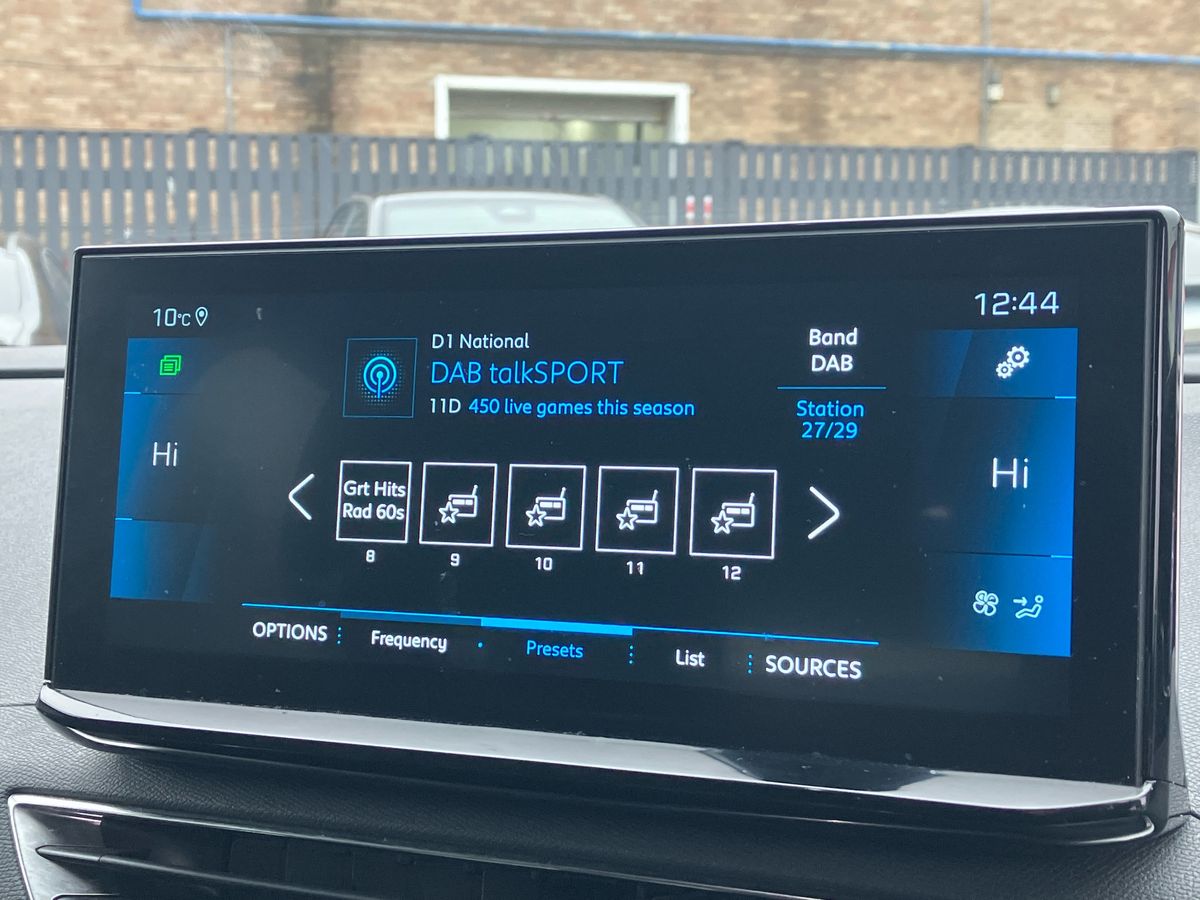 10°C
12:44
D1 National
DAB talkSPORT
11D 450 live games this season
Band
DAB
Station
27/29
Hi
Hi
Grt Hits
Rad 60s
8
9
10
11
12
OPTIONS
Frequency
Presets
List
SOURCES